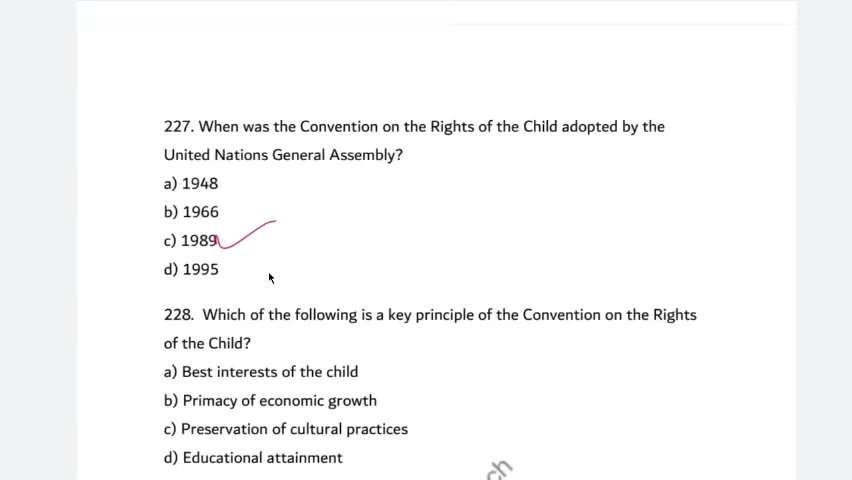 227. When was the Convention on the Rights of the Child adopted by the
United Nations General Assembly?
a) 1948
b) 1966
c) 1989
d) 1995
228. Which of the following is a key principle of the Convention on the Rights
of the Child?
a) Best interests of the child
b) Primacy of economic growth
c) Preservation of cultural practices
d) Educational attainment
ch